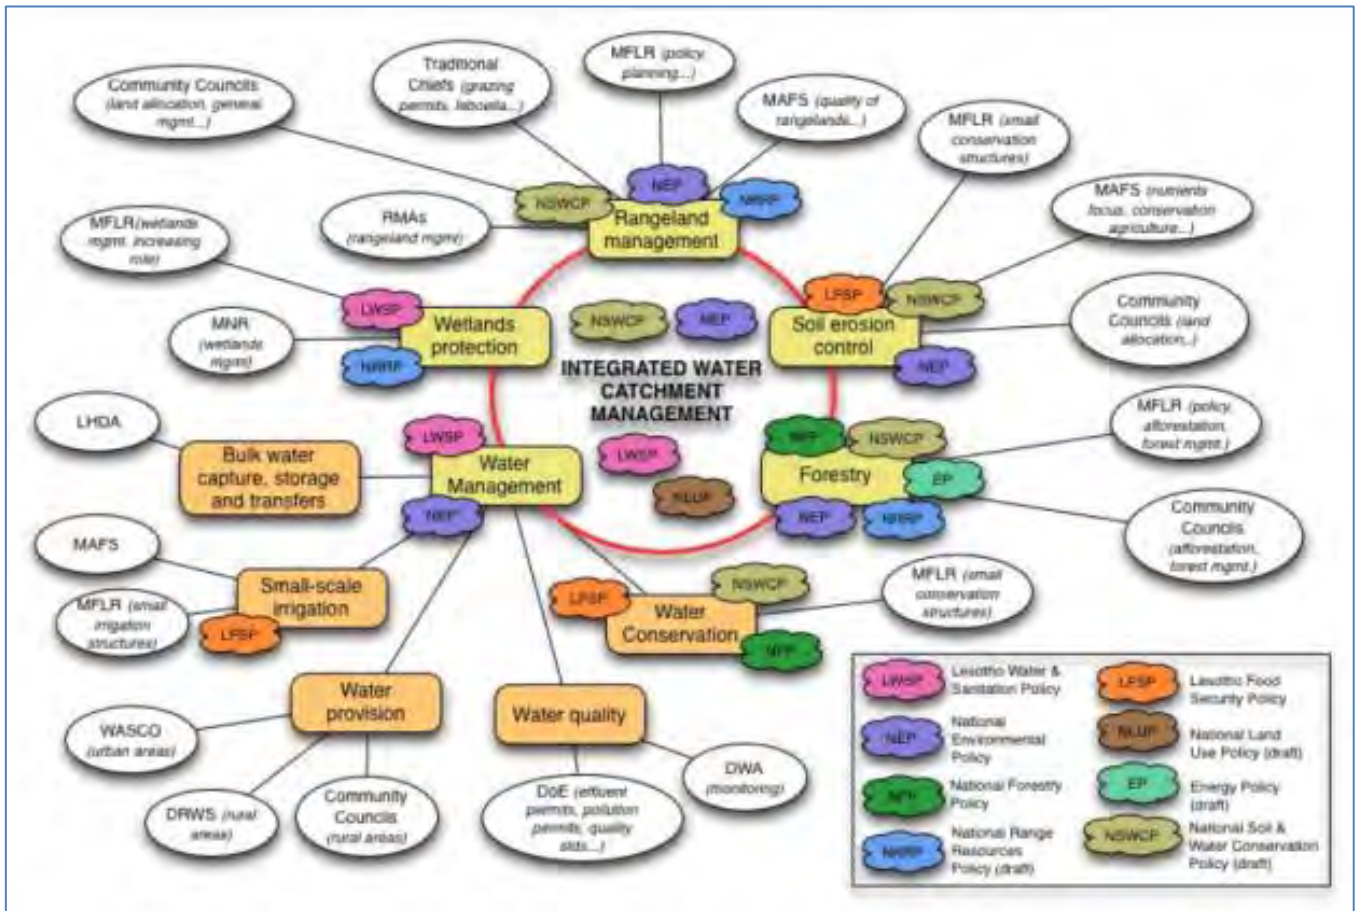 Community Councils
(land allocation, general
mgmt...)
Traditional
Chiefs (grazing
permits, leboella...)
MFLR (policy,
planning...)
MAFS (quality of
rangelands...)
MFLR (small
conservation
structures)
MAFS (nutrients
focus, conservation
agriculture...)
Community
Councils (land
allocation..)
MFLR (policy,
afforestation,
forest mgmt.)
Community
Councils
(afforestation,
forest mgmt.)
RMAs
(rangeland mgmt)
MFLR(wetlands
mgmt. increasing
role)
MNR
(wetlands
mgmt)
NSWCP
NEP
NRRP
Rangeland
management
LWSP
NRRP
Wetlands
protection
NSWCP
NEP
INTEGRATED WATER
CATCHMENT
MANAGEMENT
LWSP
NLUP
LFSP
NSWCP
Soil erosion
control
NEP
NFP
NSWCP
Forestry
EP
NEP
NRRP
LWSP
Water
Management
NEP
LHDA
Bulk water
capture, storage
and transfers
MAFS
MFLR (small
irrigation
structures)
Small-scale
irrigation
LFSP
LFSP
NSWCP
Water
Conservation
NFP
MFLR (small
conservation
structures)
Water
provision
WASCO
(urban areas)
DRWS (rural
areas)
Community
Councils
(rural areas)
Water quality
DoE (effluent
permits, pollution
permits, quality
stds...)
DWA
(monitoring)
LWSP
Lesotho Water &
Sanitation Policy
NEP
National
Environmental
Policy
NFP
National Forestry
Policy
NRRP
National Range
Resources
Policy (draft)
LFSP
Lesotho Food
Security Policy
NLUP
National Land
Use Policy (draft)
EP
Energy Policy
(draft)
NSWCP
National Soil &
Water Conservation
Policy (draft)